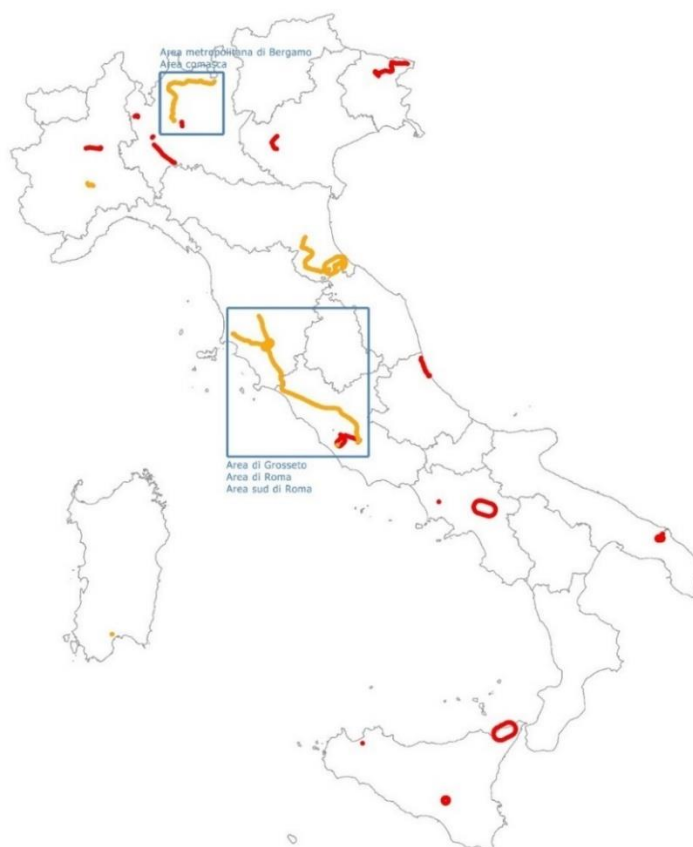 Area metropolitana di Bergamo
Area comasca
Area di Grosseto
Area di Roma
Area sud di Roma